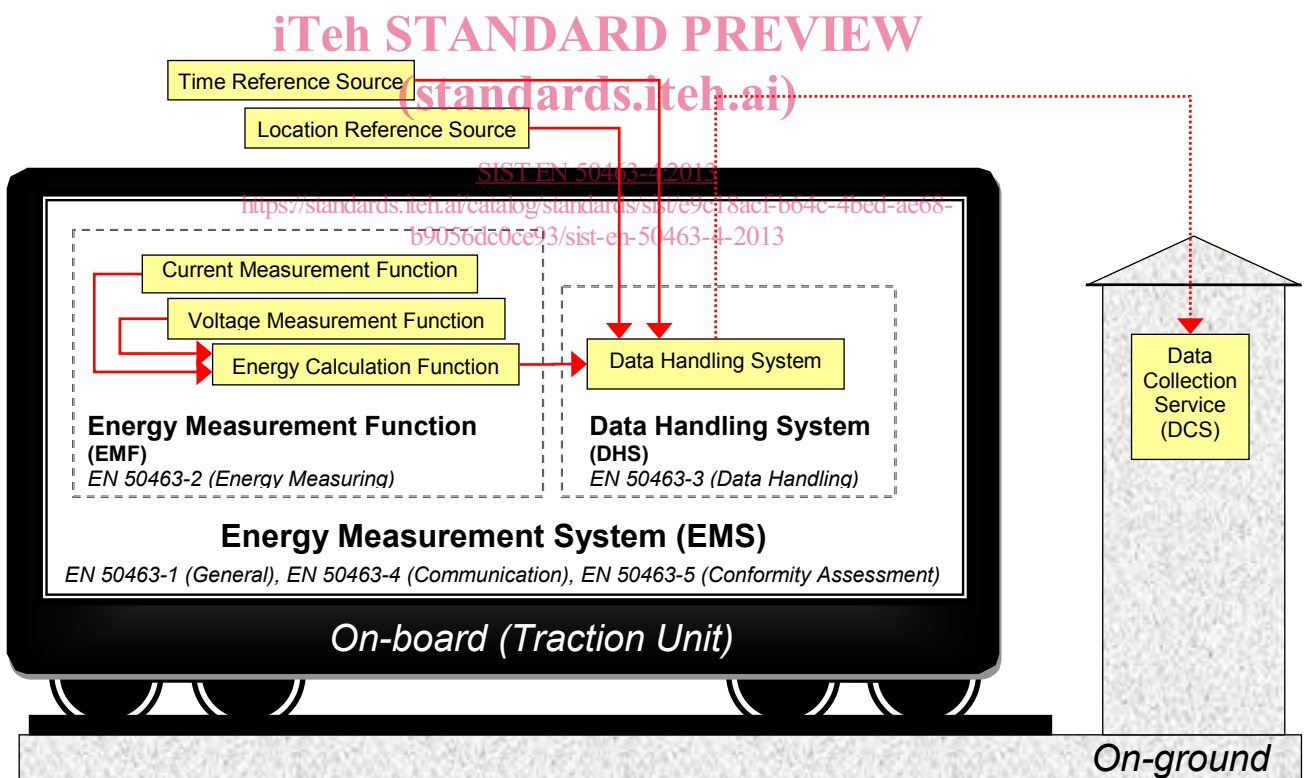 iTeh STANDARD PREVIEW
(standards.iteh.ai)
Time Reference Source
Location Reference Source
SIST EN 50463-4:2013
https://standards.iteh.ai/catalog/standards/sist/e9c18acf-b64c-4bed-ae68-
b9056dc0ce93/sist-en-50463-4-2013
Current Measurement Function
Voltage Measurement Function
Energy Calculation Function
Data Handling System
Energy Measurement Function
(EMF)
EN 50463-2 (Energy Measuring)
Data Handling System
(DHS)
EN 50463-3 (Data Handling)
Energy Measurement System (EMS)
EN 50463-1 (General), EN 50463-4 (Communication), EN 50463-5 (Conformity Assessment)
On-board (Traction Unit)
Data
Collection
Service
(DCS)
On-ground